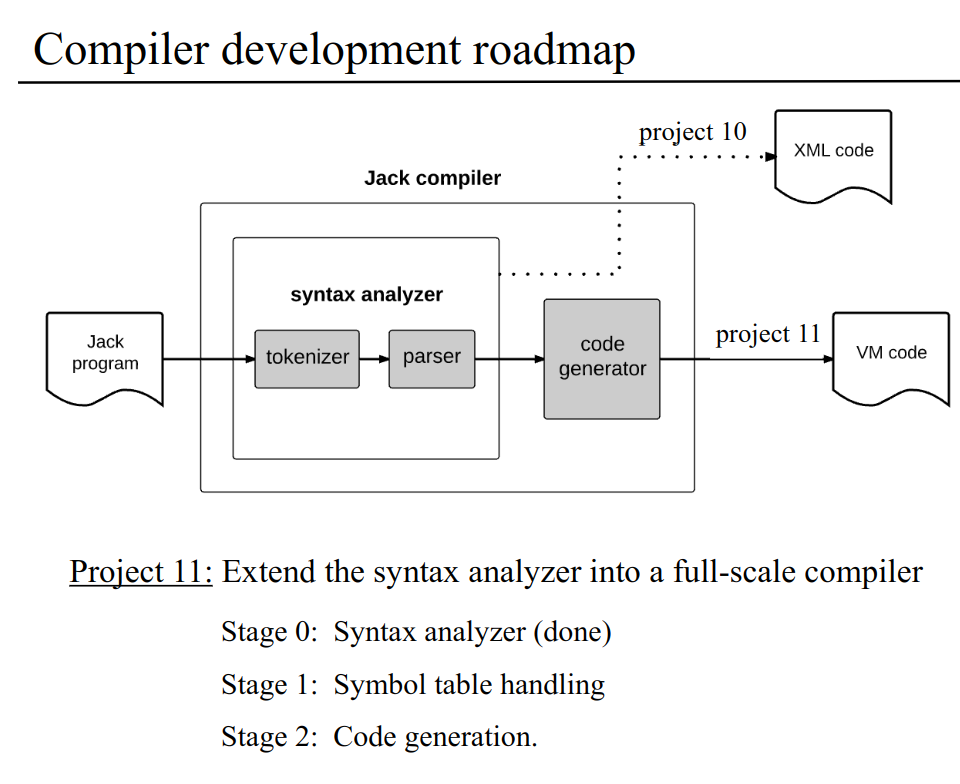 Compiler development roadmap
project 10
XML code
Jack compiler
syntax analyzer
Jack
program
tokenizer
parser
code
generator
project 11
VM code
Project 11: Extend the syntax analyzer into a full-scale compiler
Stage 0: Syntax analyzer (done)
Stage 1: Symbol table handling
Stage 2: Code generation.